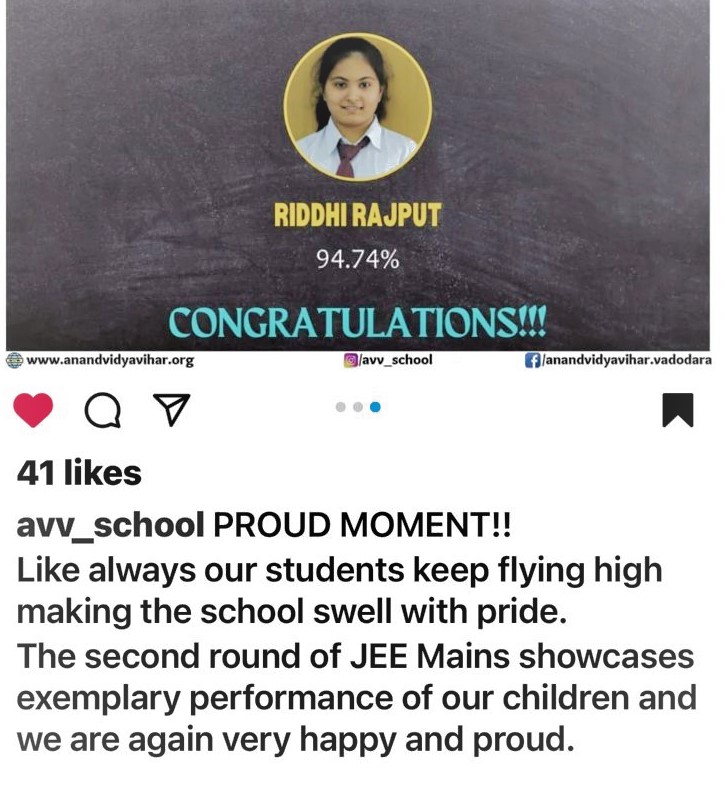 RIDDHI RAJPUT
94.74%
CONGRATULATIONS!!!
www.anandvidyavihar.org /avv_school /anandvidyavihar.vadodara
41 likes
avv_school PROUD MOMENT!!
Like always our students keep flying high
making the school swell with pride.
The second round of JEE Mains showcases
exemplary performance of our children and
we are again very happy and proud.